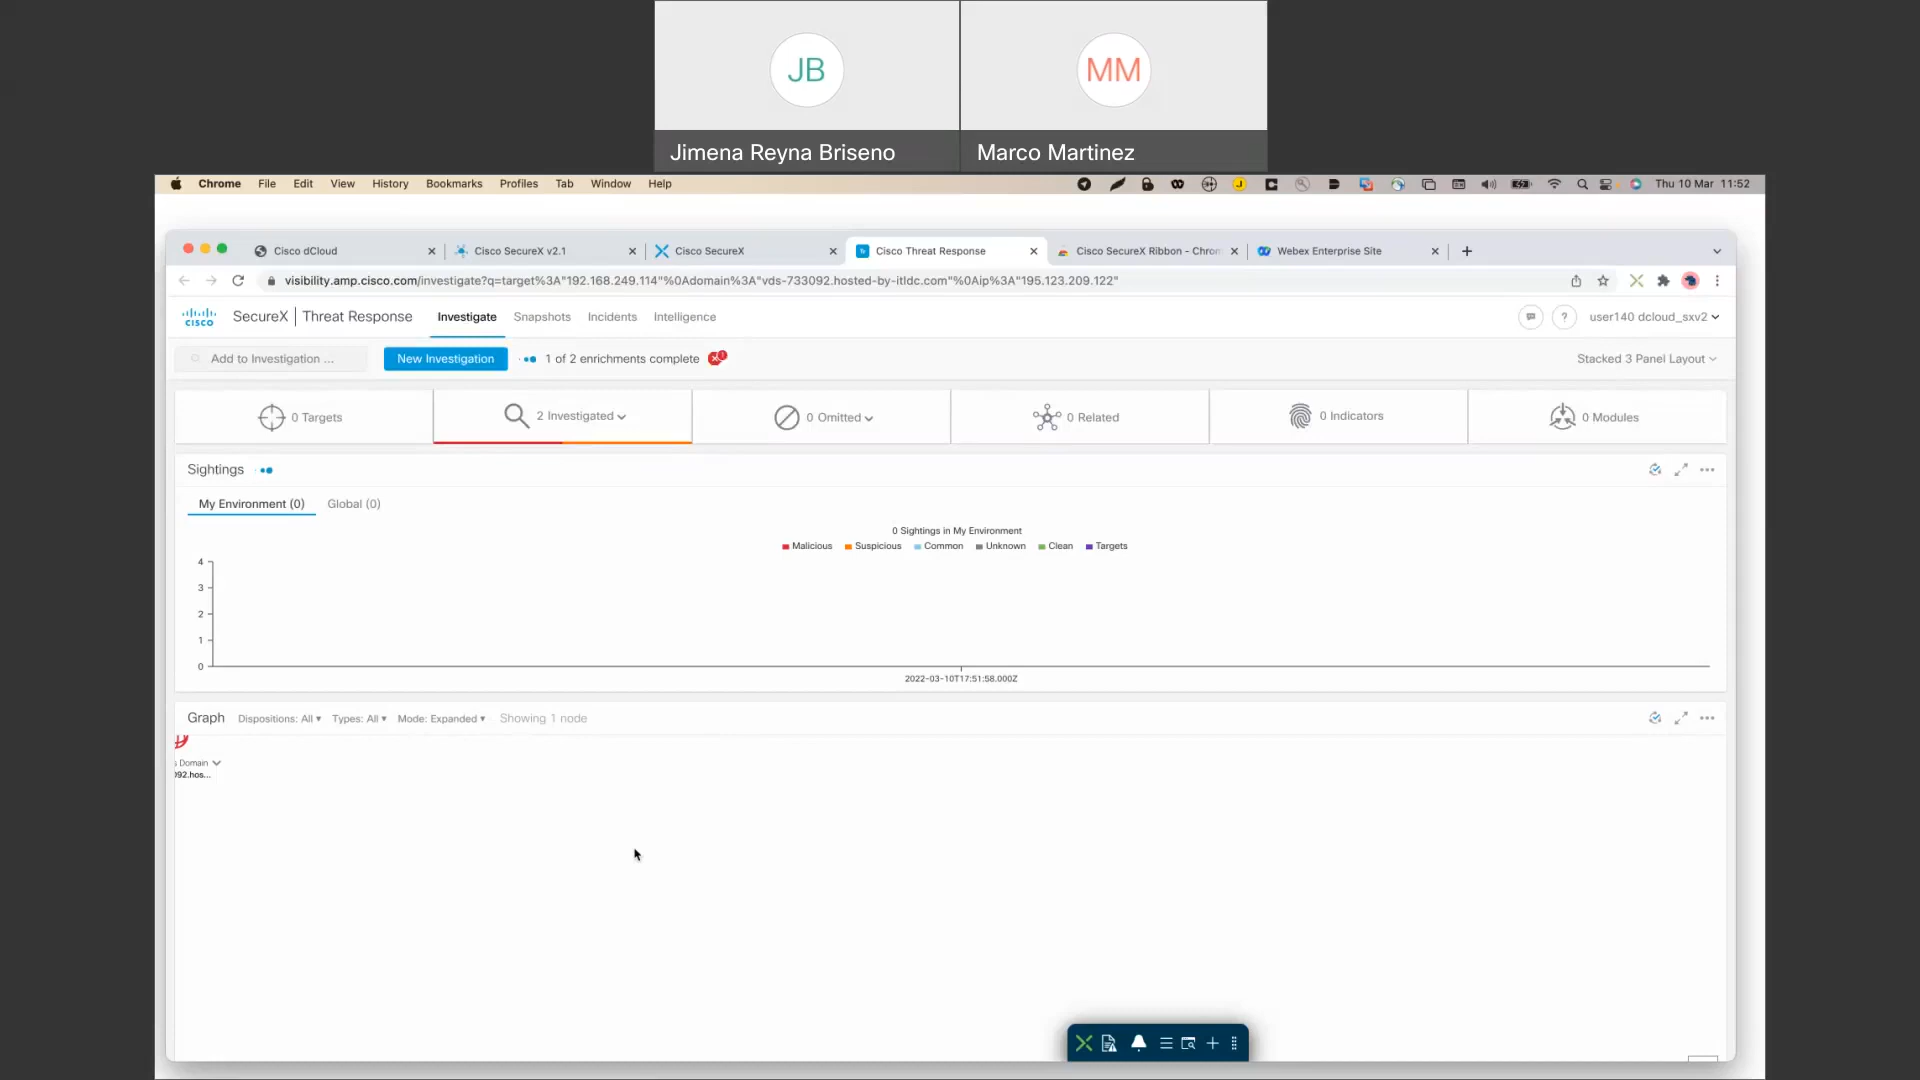 JB
MM
Jimena Reyna Briseno
Marco Martinez
Chrome File Edit View History Bookmarks Profiles Tab Window Help
Thu 10 Mar 11:52
Cisco dCloud
Cisco SecureX v2.1
Cisco SecureX
Cisco Threat Response
Cisco SecureX Ribbon - Chrom
Webex Enterprise Site
visibility.amp.cisco.com/investigate?q=target%3A"192.168.249.114"%0Adomain%3A"vds-733092.hosted-by-itldc.com"%0Aip%3A"195.123.209.122"
cisco
SecureX | Threat Response
Investigate Snapshots Incidents Intelligence
user140 dcloud_sxv2
Add to Investigation ...
New Investigation
1 of 2 enrichments complete
Stacked 3 Panel Layout
0 Targets
2 Investigated
0 Omitted
0 Related
0 Indicators
0 Modules
Sightings
My Environment (0) Global (0)
0 Sightings in My Environment
Malicious Suspicious Common Unknown Clean Targets
4
3
2
1
0
2022-03-10T17:51:58.000Z
Graph Dispositions: All Types: All Mode: Expanded Showing 1 node
s Domain
092.hos...